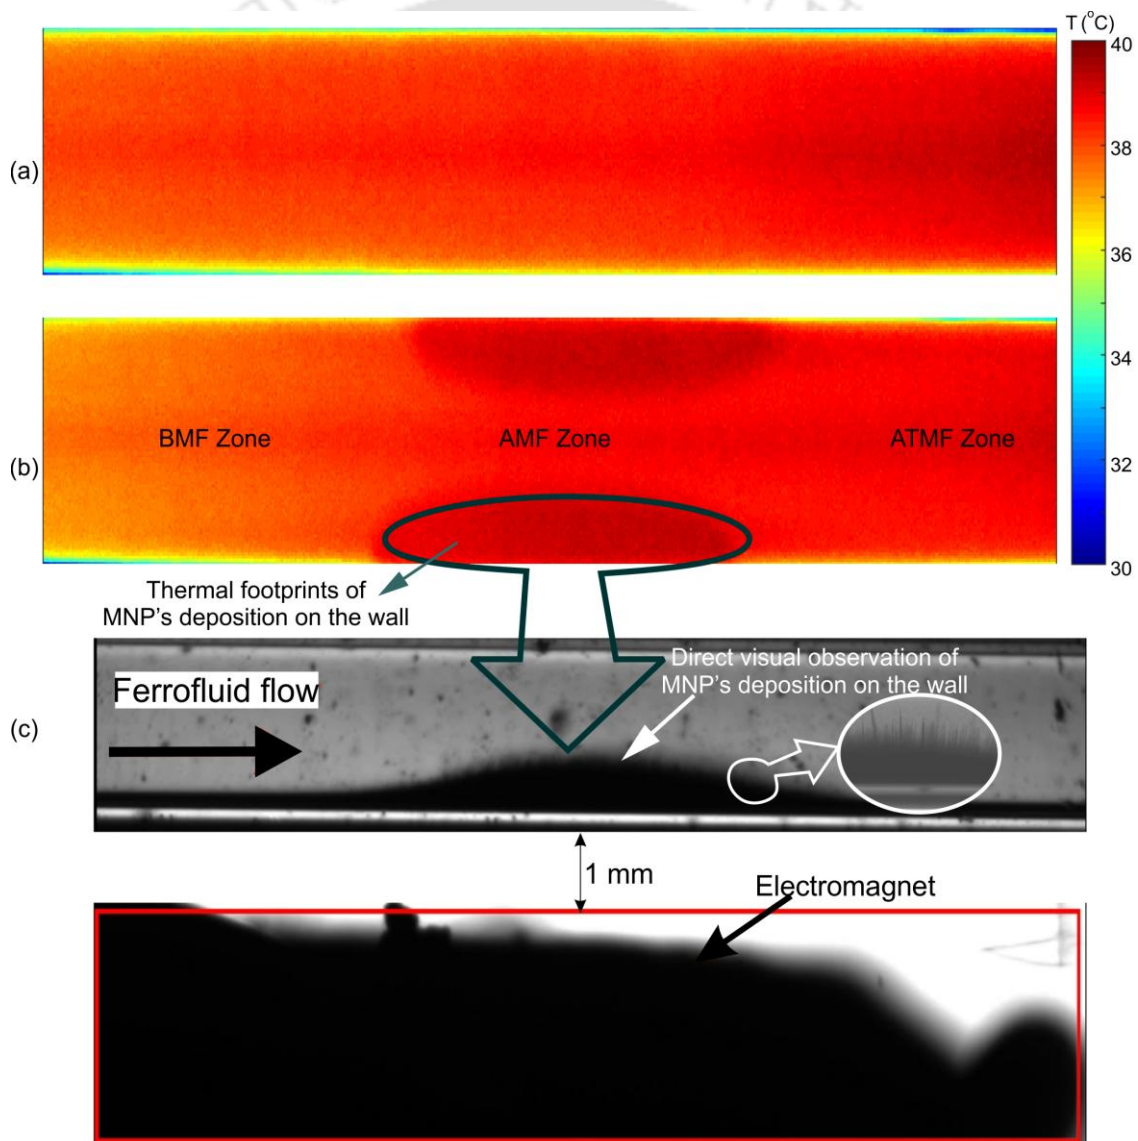 T (°C)
40
(a)
38
36
BMF Zone
AMF Zone
ATMF Zone
34
(b)
32
30
Thermal footprints of
MNP's deposition on the wall
Direct visual observation of
MNP's deposition on the wall
Ferrofluid flow
(c)
1 mm
Electromagnet